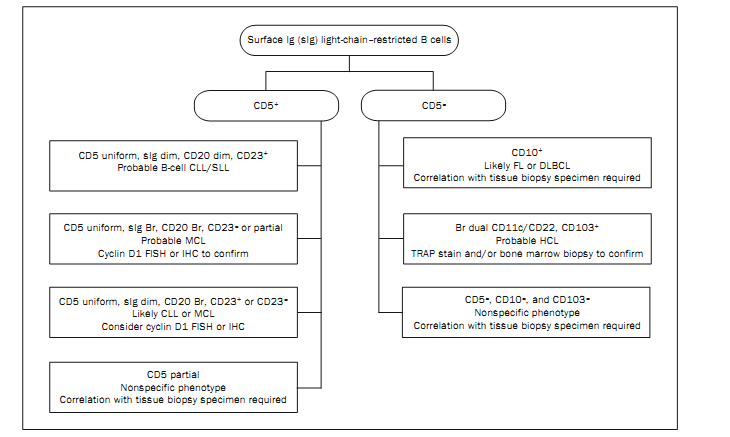 Surface Ig (sIg) light-chain–restricted B cells
CD5⁺
CD5⁻
CD5 uniform, sIg dim, CD20 dim, CD23⁺
Probable B-cell CLL/SLL
CD5 uniform, sIg Br, CD20 Br, CD23⁻ or partial
Probable MCL
Cyclin D1 FISH or IHC to confirm
CD5 uniform, sIg dim, CD20 Br, CD23⁺ or CD23⁻
Likely CLL or MCL
Consider cyclin D1 FISH or IHC
CD5 partial
Nonspecific phenotype
Correlation with tissue biopsy specimen required
CD10⁺
Likely FL or DLBCL
Correlation with tissue biopsy specimen required
Br dual CD11c/CD22, CD103⁺
Probable HCL
TRAP stain and/or bone marrow biopsy to confirm
CD5⁻, CD10⁻, and CD103⁻
Nonspecific phenotype
Correlation with tissue biopsy specimen required